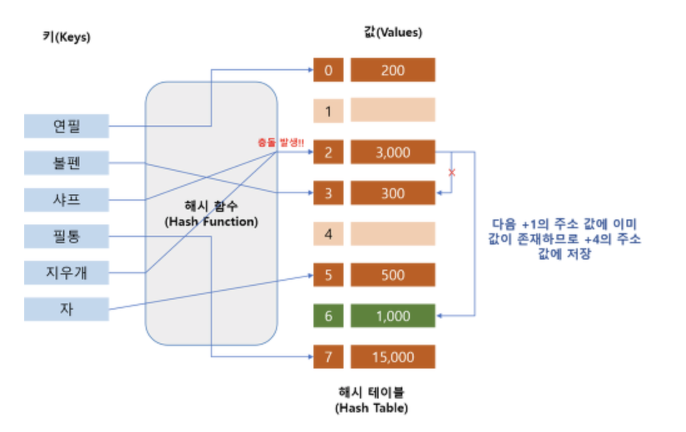 키(Keys)
값(Values)
연필
볼펜
샤프
필통
지우개
자
해시 함수
(Hash Function)
충돌 발생!!
0 200
1
2 3,000
3 300
4
5 500
6 1,000
7 15,000
X
다음 +1의 주소 값에 이미
값이 존재하므로 +4의 주소
값에 저장
해시 테이블
(Hash Table)